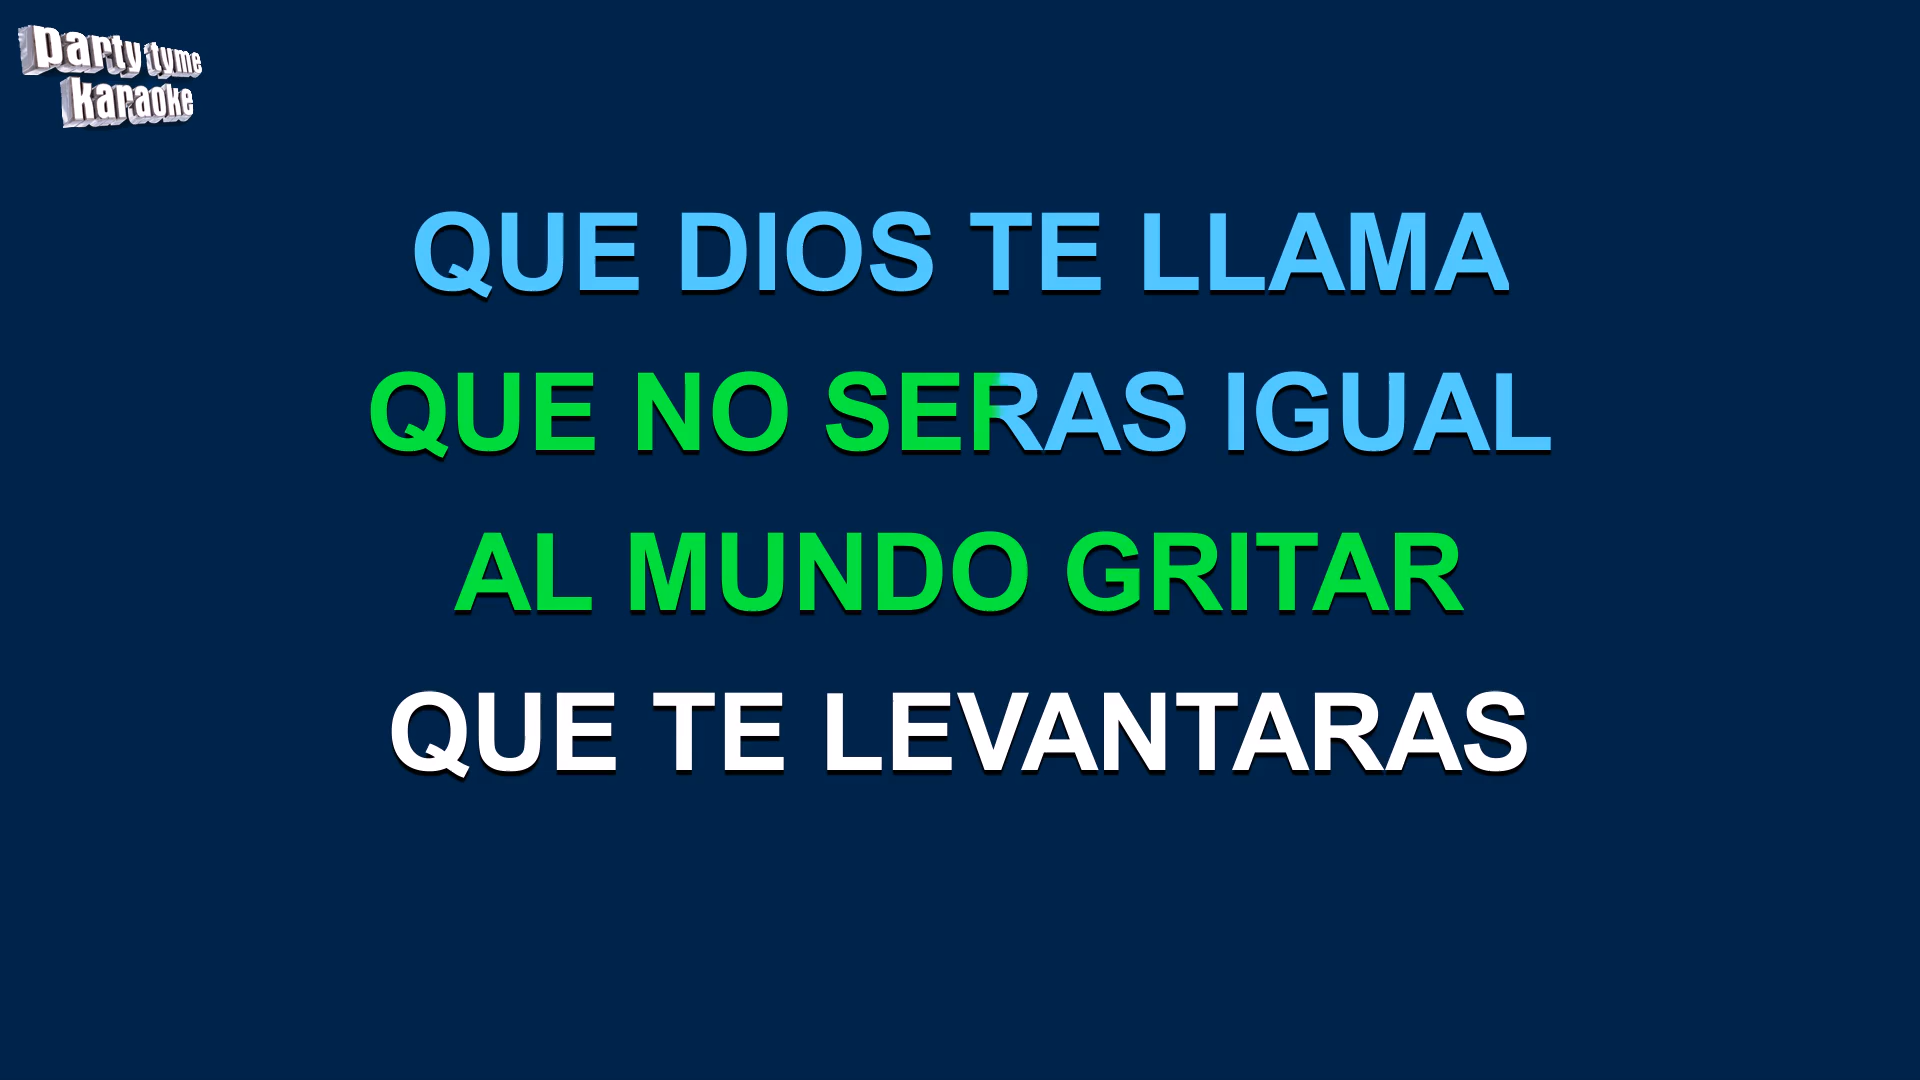 party tyme
karaoke
QUE DIOS TE LLAMA
QUE NO SERAS IGUAL
AL MUNDO GRITAR
QUE TE LEVANTARAS